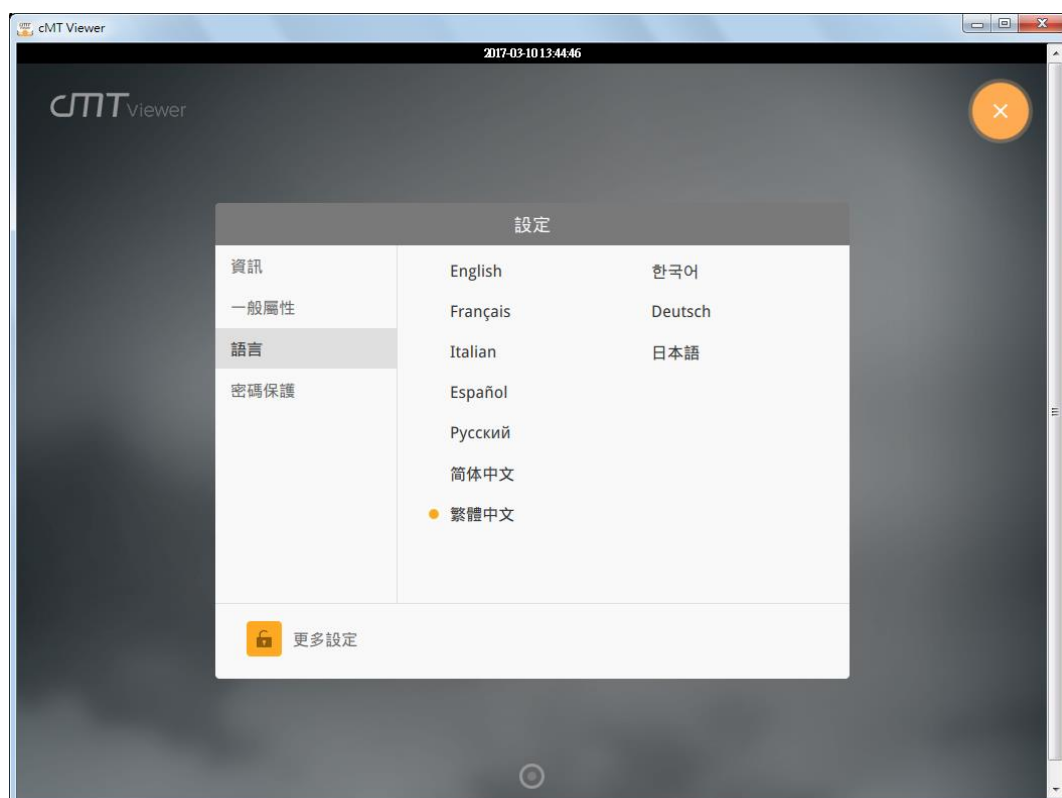 cMT Viewer
2017-03-10 13:44:46
cMT Viewer
設定
資訊
一般屬性
語言
密碼保護
English
Français
Italian
Español
Русский
简体中文
繁體中文
한국어
Deutsch
日本語
更多設定